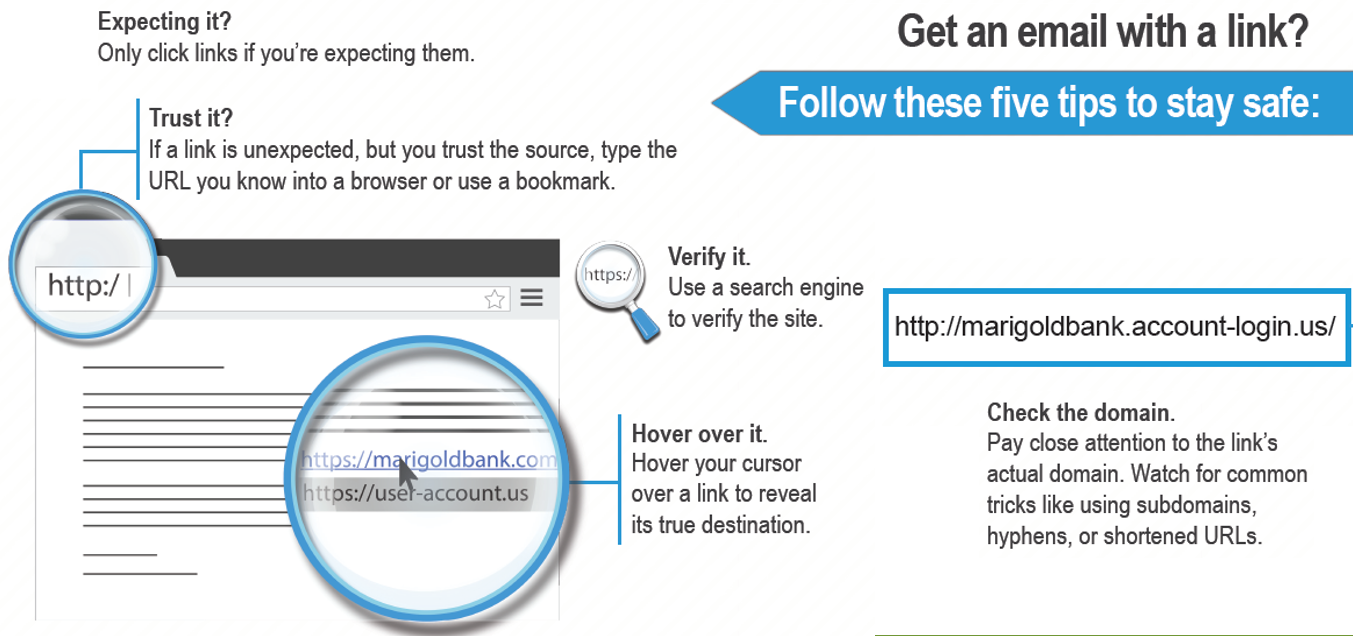 Get an email with a link?
Follow these five tips to stay safe:
Expecting it?
Only click links if you’re expecting them.
Trust it?
If a link is unexpected, but you trust the source, type the
URL you know into a browser or use a bookmark.
http:/
https://
Verify it.
Use a search engine
to verify the site.
https://marigoldbank.com
https://user-account.us
Hover over it.
Hover your cursor
over a link to reveal
its true destination.
http://marigoldbank.account-login.us/
Check the domain.
Pay close attention to the link’s
actual domain. Watch for common
tricks like using subdomains,
hyphens, or shortened URLs.